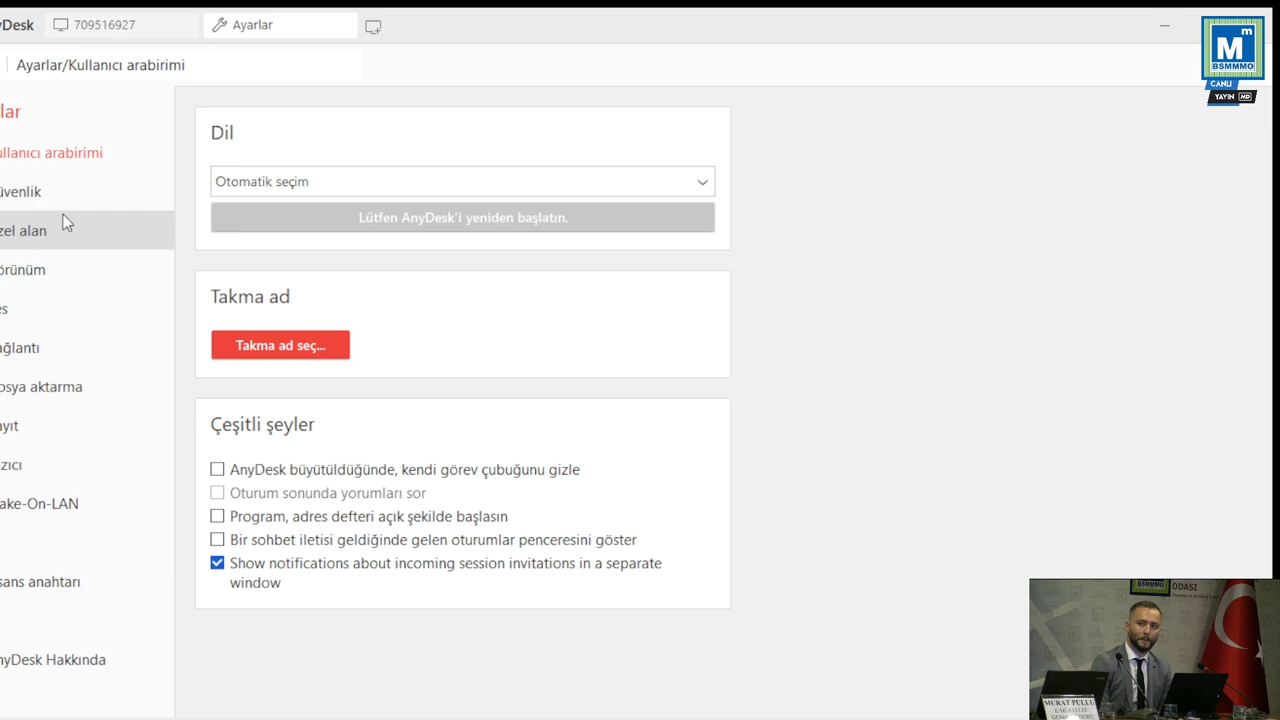 yDesk
709516927
Ayarlar
Ayarlar/Kullanıcı arabirimi
lar
ullanıcı arabirimi
üvenlik
zel alan
örünüm
es
ağlantı
osya aktarma
ayıt
zıcı
ake-On-LAN
sans anahtarı
nyDesk Hakkında
Dil
Otomatik seçim
Lütfen AnyDesk'i yeniden başlatın.
Takma ad
Takma ad seç...
Çeşitli şeyler
AnyDesk büyütüldüğünde, kendi görev çubuğunu gizle
Oturum sonunda yorumları sor
Program, adres defteri açık şekilde başlasın
Bir sohbet iletisi geldiğinde gelen oturumlar penceresini göster
Show notifications about incoming session invitations in a separate
window
Mm
BSMMMO
CANLI
YAYIN HD
BSMMMO
ODASI
MURAT PULLU